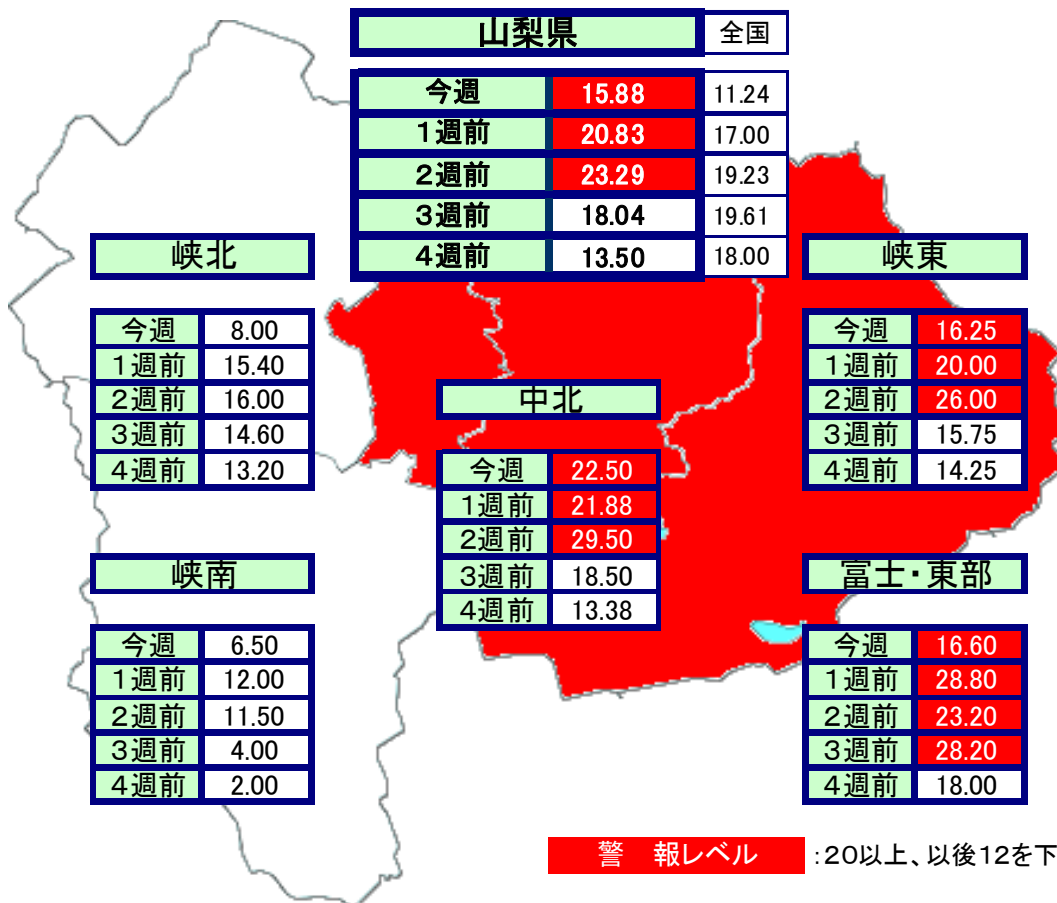 山梨県 全国
今週 15.88 11.24
1週前 20.83 17.00
2週前 23.29 19.23
3週前 18.04 19.61
4週前 13.50 18.00
峡北
今週 8.00
1週前 15.40
2週前 16.00
3週前 14.60
4週前 13.20
峡東
今週 16.25
1週前 20.00
2週前 26.00
3週前 15.75
4週前 14.25
中北
今週 22.50
1週前 21.88
2週前 29.50
3週前 18.50
4週前 13.38
峡南
今週 6.50
1週前 12.00
2週前 11.50
3週前 4.00
4週前 2.00
富士・東部
今週 16.60
1週前 28.80
2週前 23.20
3週前 28.20
4週前 18.00
警 報レベル :20以上、以後12を下